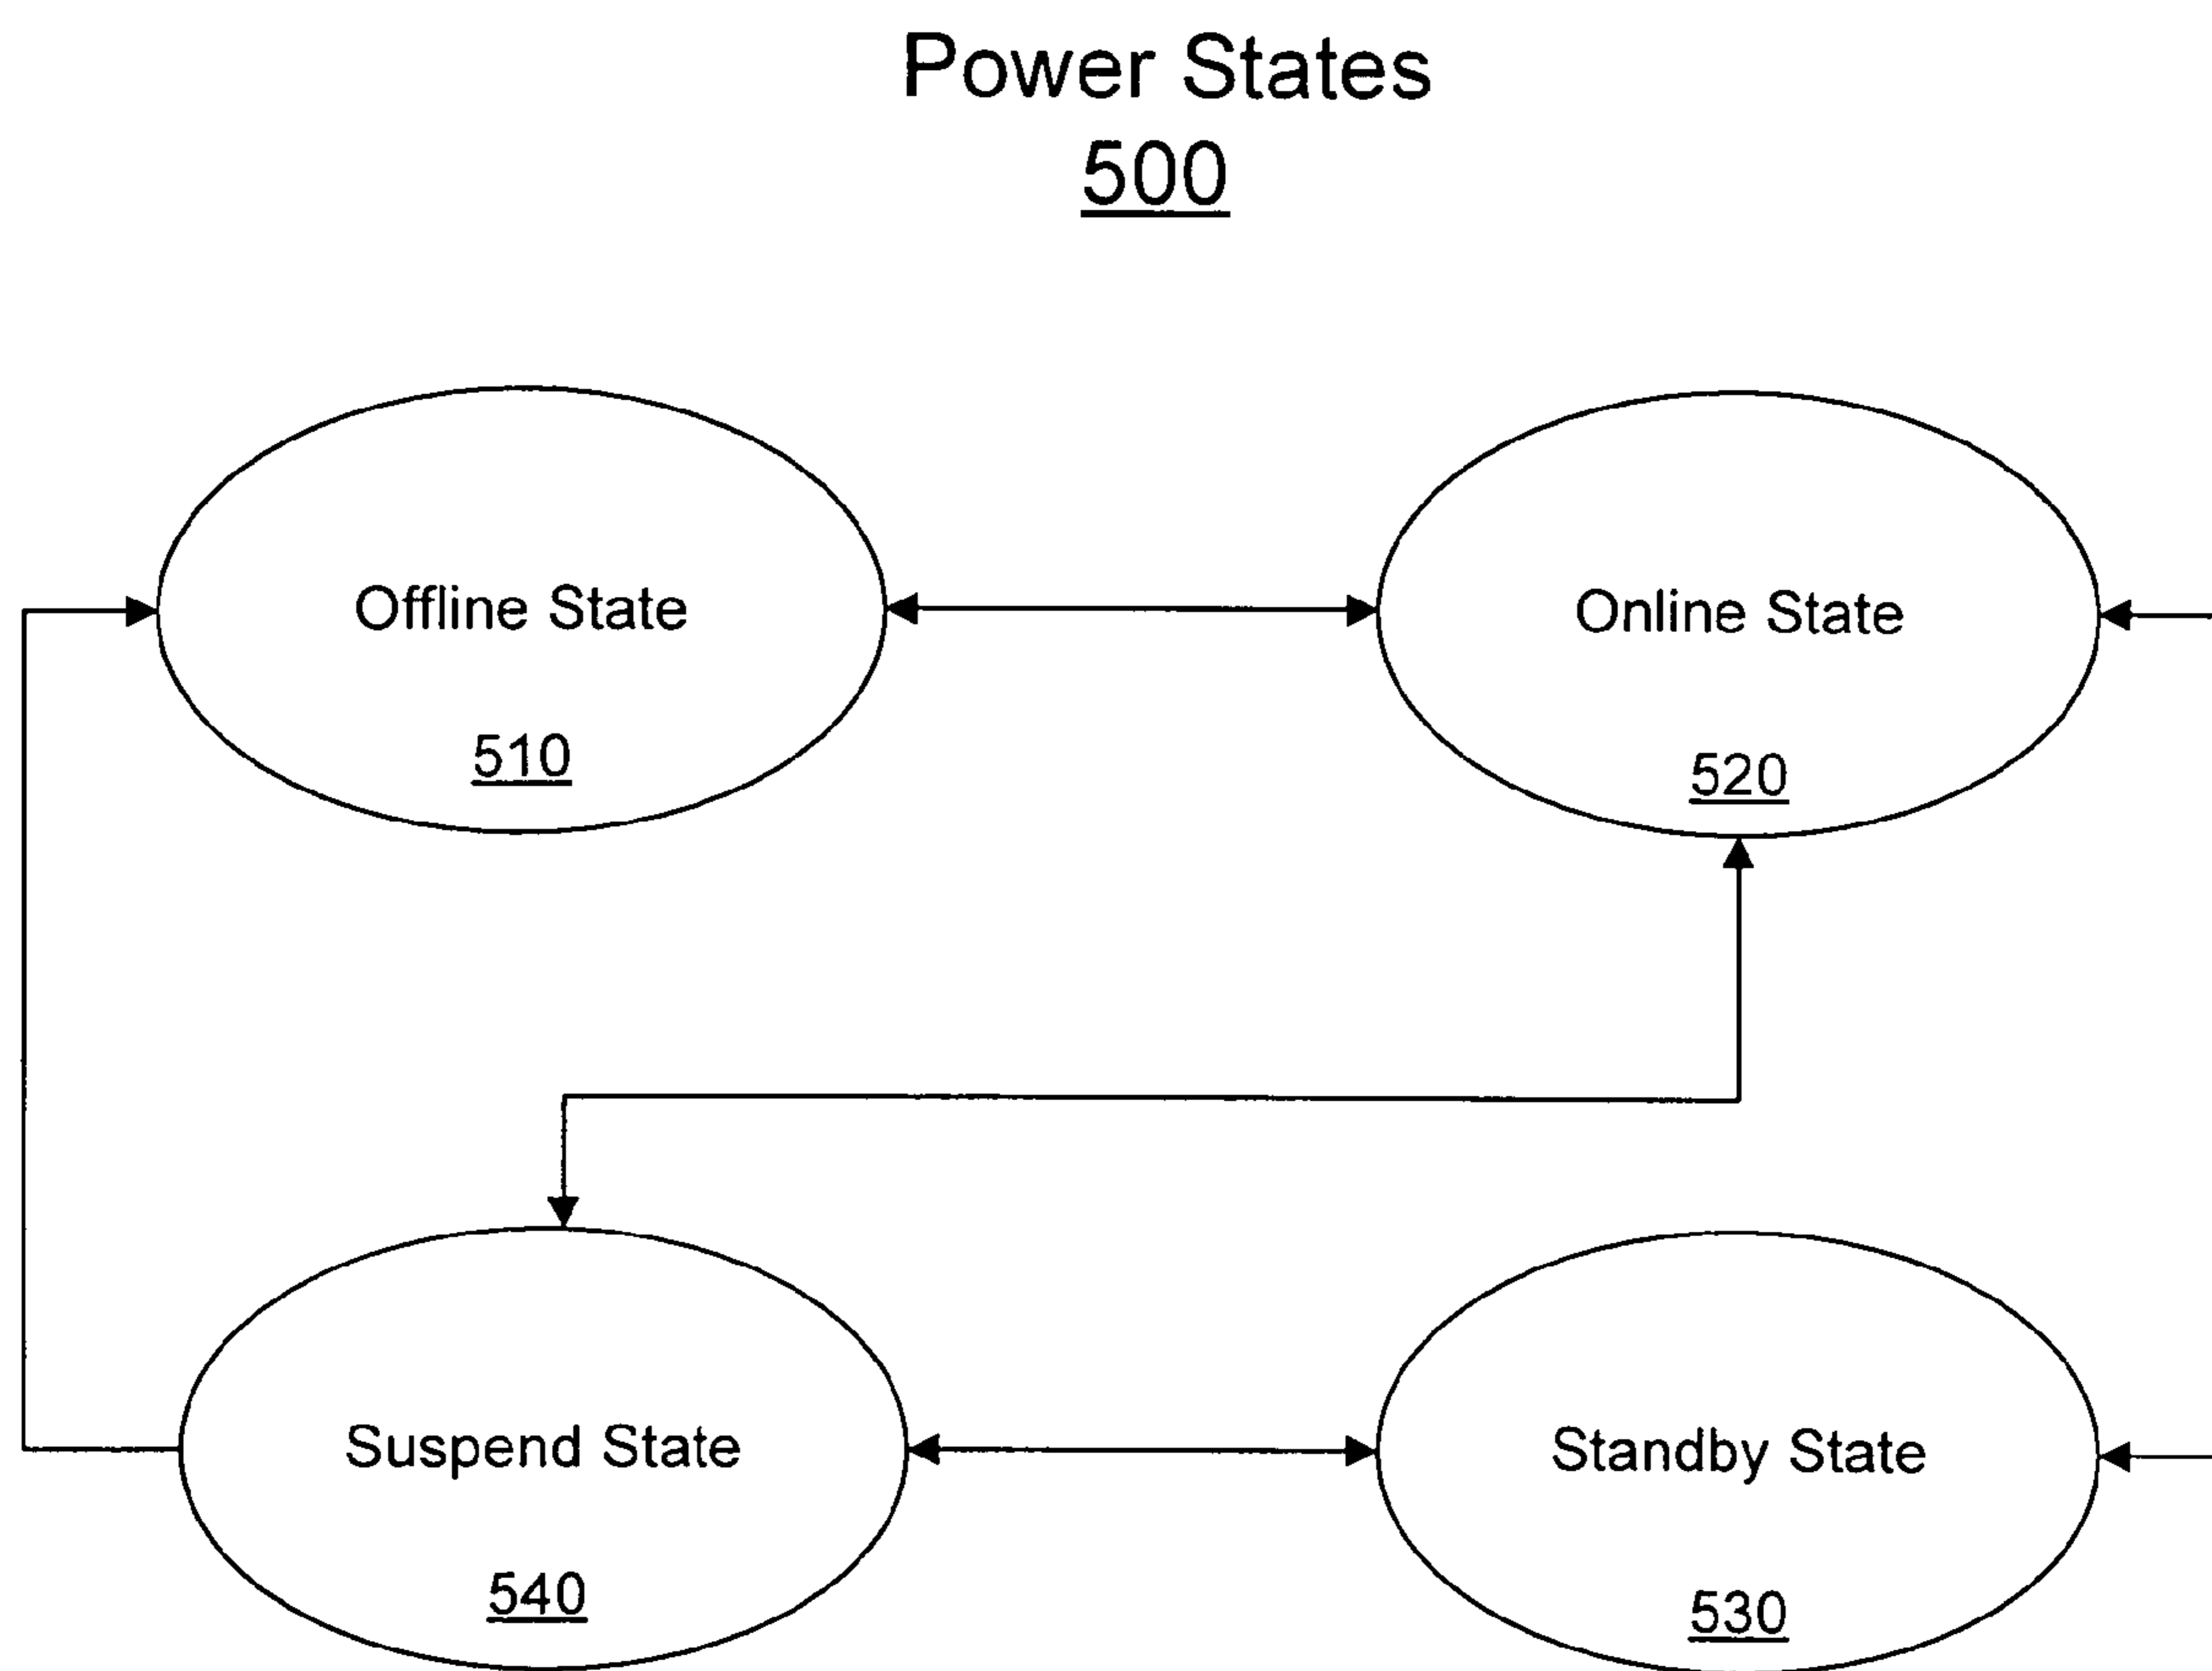 Power States
500
Offline State
510
Online State
520
Suspend State
540
Standby State
530